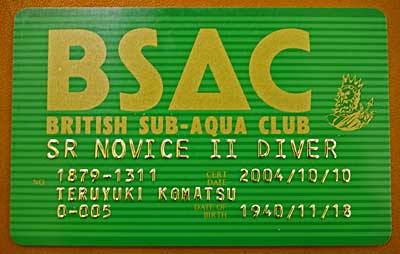 BSAC
BRITISH SUB-AQUA CLUB
SR NOVICE II DIVER
NO. 1879-1311 CERT DATE 2004/10/10
TERUYUKI KOMATSU
0-005 DATE OF BIRTH 1940/11/18